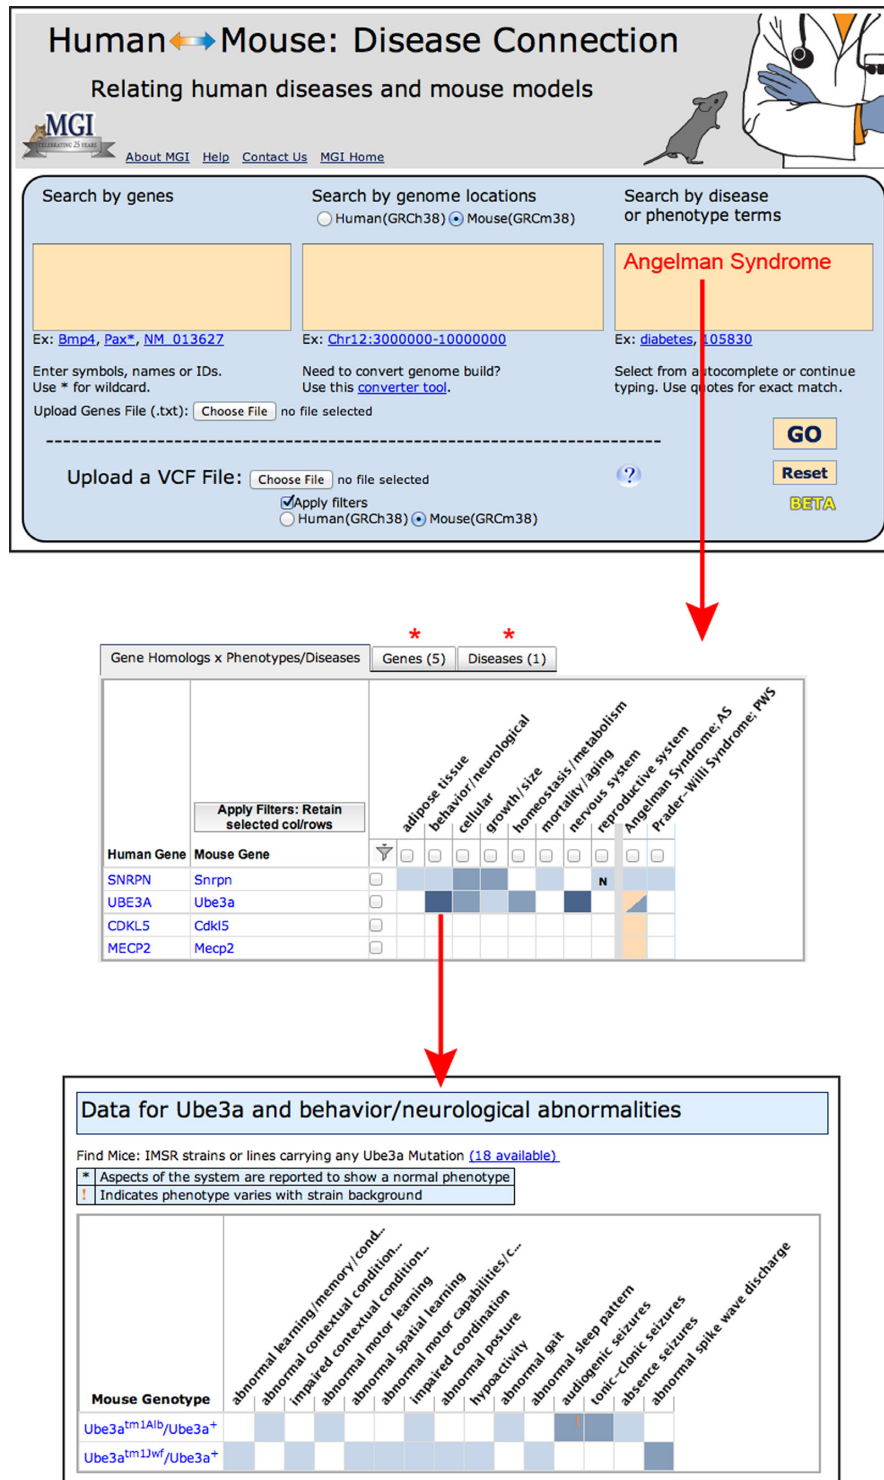 Human Mouse: Disease Connection
Relating human diseases and mouse models
MGI
CELEBRATING 25 YEARS
About MGI Help Contact Us MGI Home
Search by genes
Search by genome locations
Human(GRCh38) Mouse(GRCm38)
Search by disease
or phenotype terms
Angelman Syndrome
Ex: Bmp4, Pax*, NM_013627
Ex: Chr12:3000000-10000000
Ex: diabetes, 105830
Enter symbols, names or IDs.
Use * for wildcard.
Need to convert genome build?
Use this converter tool.
Select from autocomplete or continue
typing. Use quotes for exact match.
Upload Genes File (.txt): Choose File no file selected
GO
Upload a VCF File: Choose File no file selected
?
Reset
Apply filters
Human(GRCh38) Mouse(GRCm38)
BETA
* *
Gene Homologs x Phenotypes/Diseases Genes (5) Diseases (1)
adipose tissue
behavior/neurological
cellular
growth/size
homeostasis/metabolism
mortality/aging
nervous system
reproductive system
Angelman Syndrome; AS
Prader-Willi Syndrome; PWS
Apply Filters: Retain
selected col/rows
Human Gene Mouse Gene
SNRPN Snrpn N
UBE3A Ube3a
CDKL5 Cdkl5
MECP2 Mecp2
Data for Ube3a and behavior/neurological abnormalities
Find Mice: IMSR strains or lines carrying any Ube3a Mutation (18 available)
* Aspects of the system are reported to show a normal phenotype
! Indicates phenotype varies with strain background
abnormal learning/memory/cond...
abnormal contextual condition...
impaired contextual condition...
abnormal motor learning
abnormal spatial learning
abnormal motor capabilities/c...
impaired coordination
abnormal posture
hypoactivity
abnormal gait
abnormal sleep pattern
audiogenic seizures
tonic-clonic seizures
absence seizures
abnormal spike wave discharge
Mouse Genotype
Ube3atm1Alb/Ube3a+ !
Ube3atm1Jwf/Ube3a+